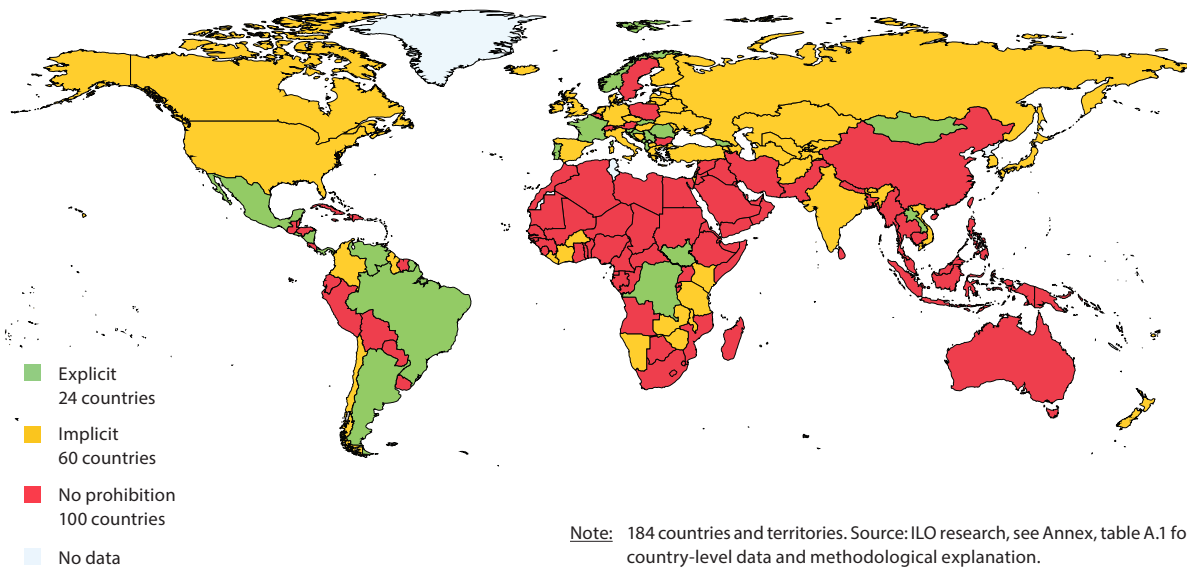 Explicit
24 countries
Implicit
60 countries
No prohibition
100 countries
No data
Note: 184 countries and territories. Source: ILO research, see Annex, table A.1 fo
country-level data and methodological explanation.